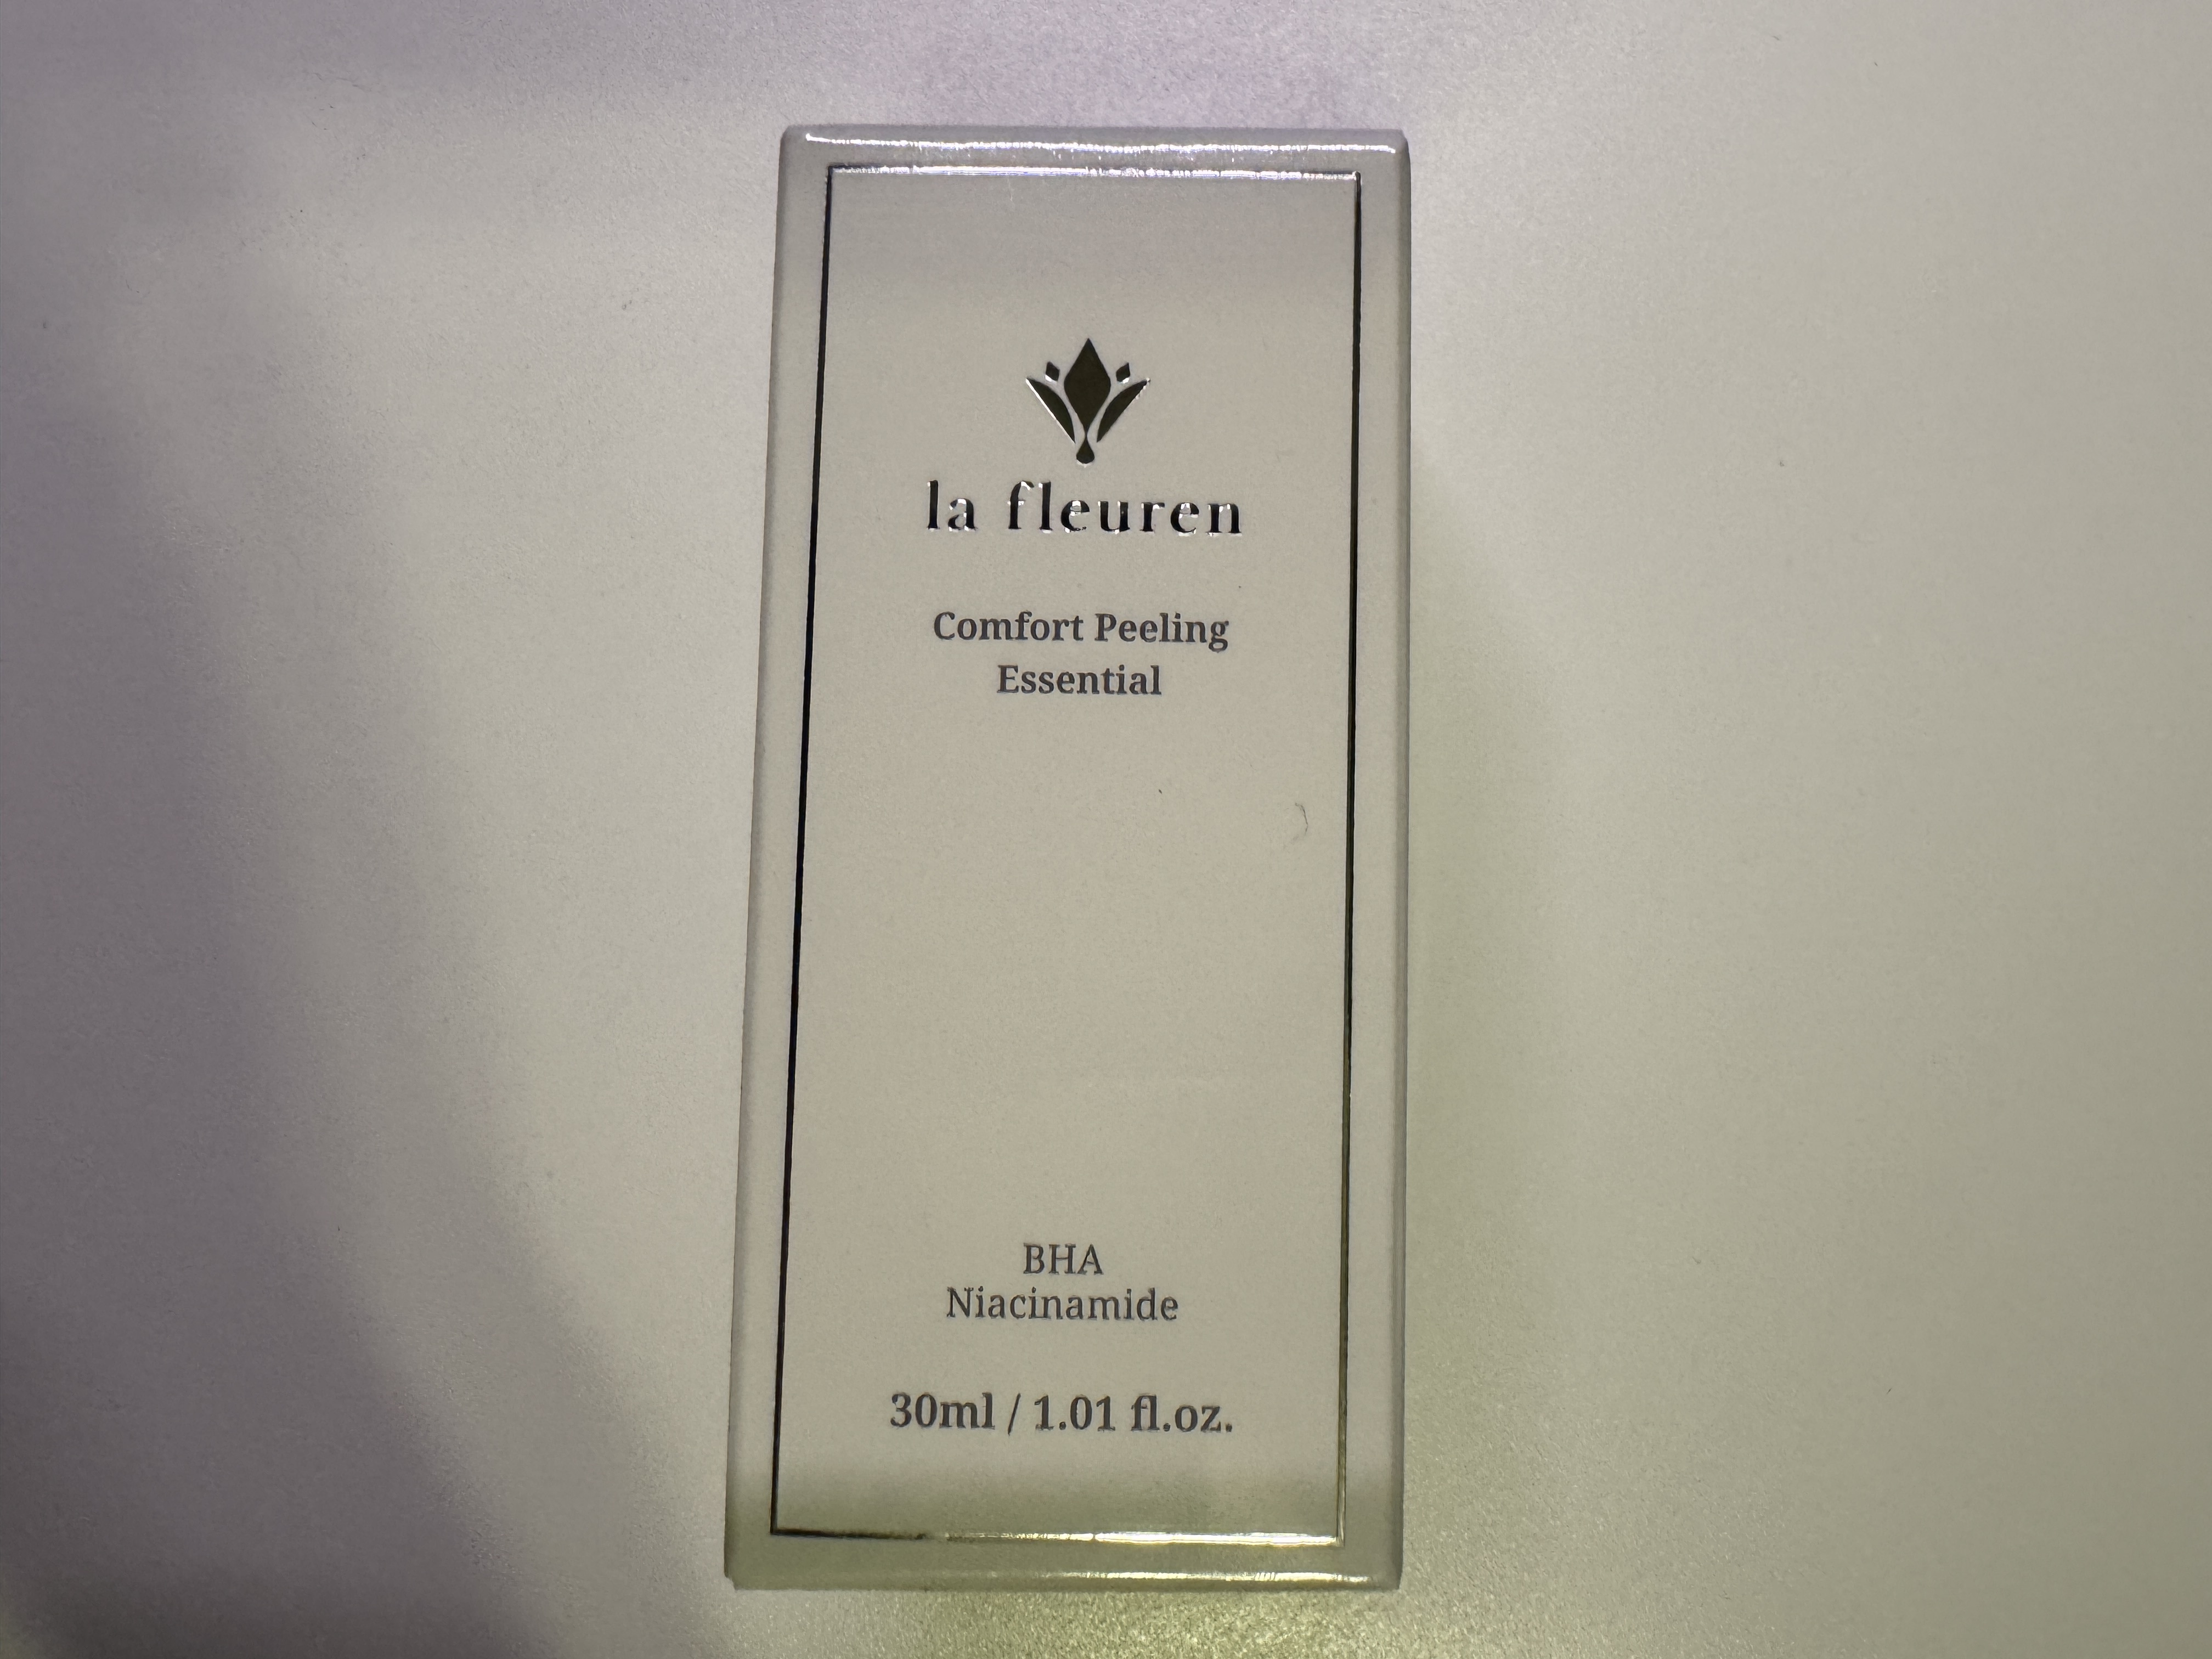 la fleuren
Comfort Peeling
Essential
BHA
Niacinamide
30ml / 1.01 fl.oz.